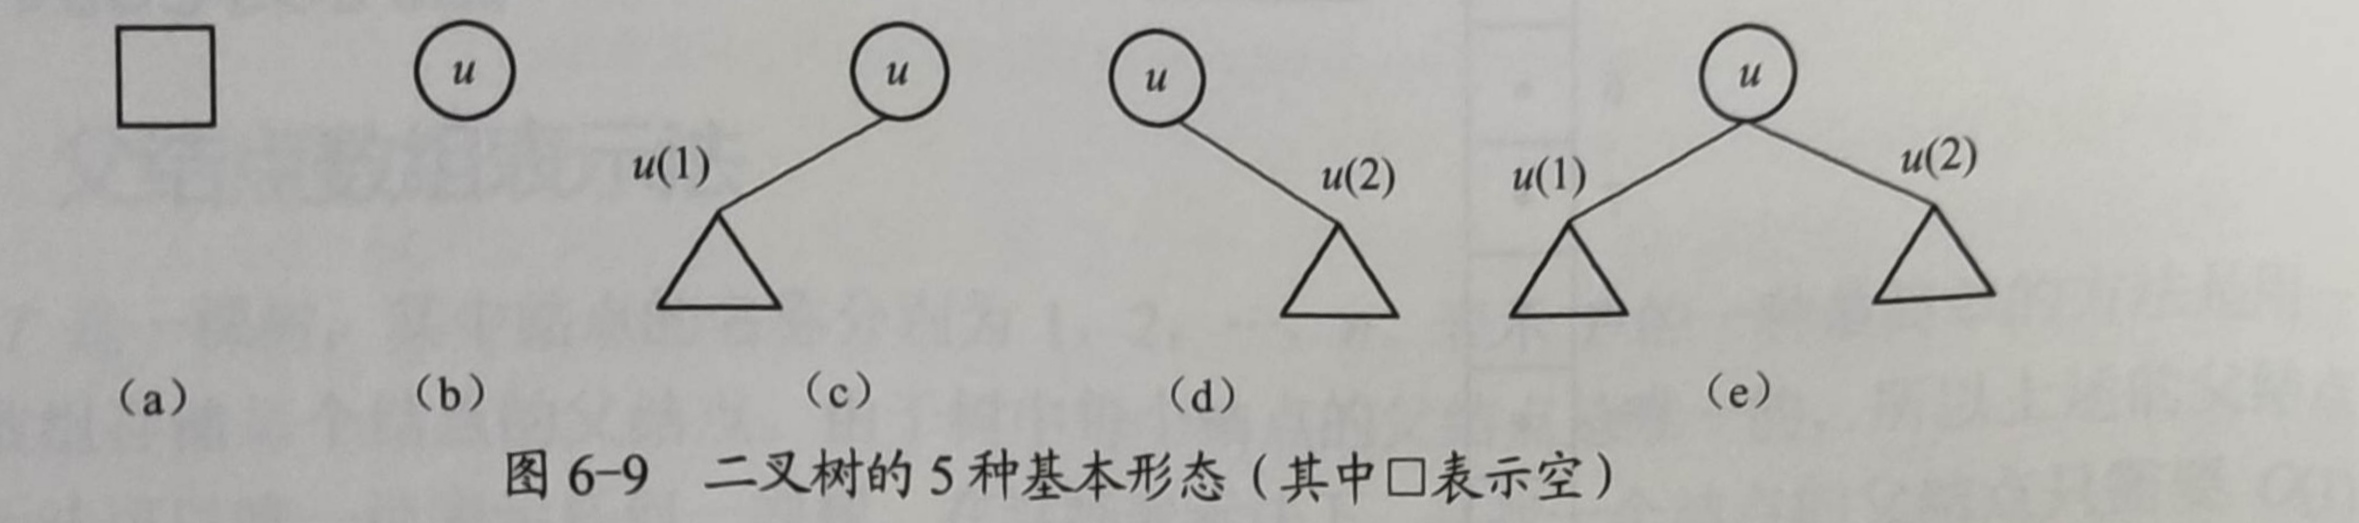 u u u u
u(1) u(2) u(1) u(2)
u
(a) (b) (c) (d) (e)
图 6-9 二叉树的 5 种基本形态（其中□表示空）